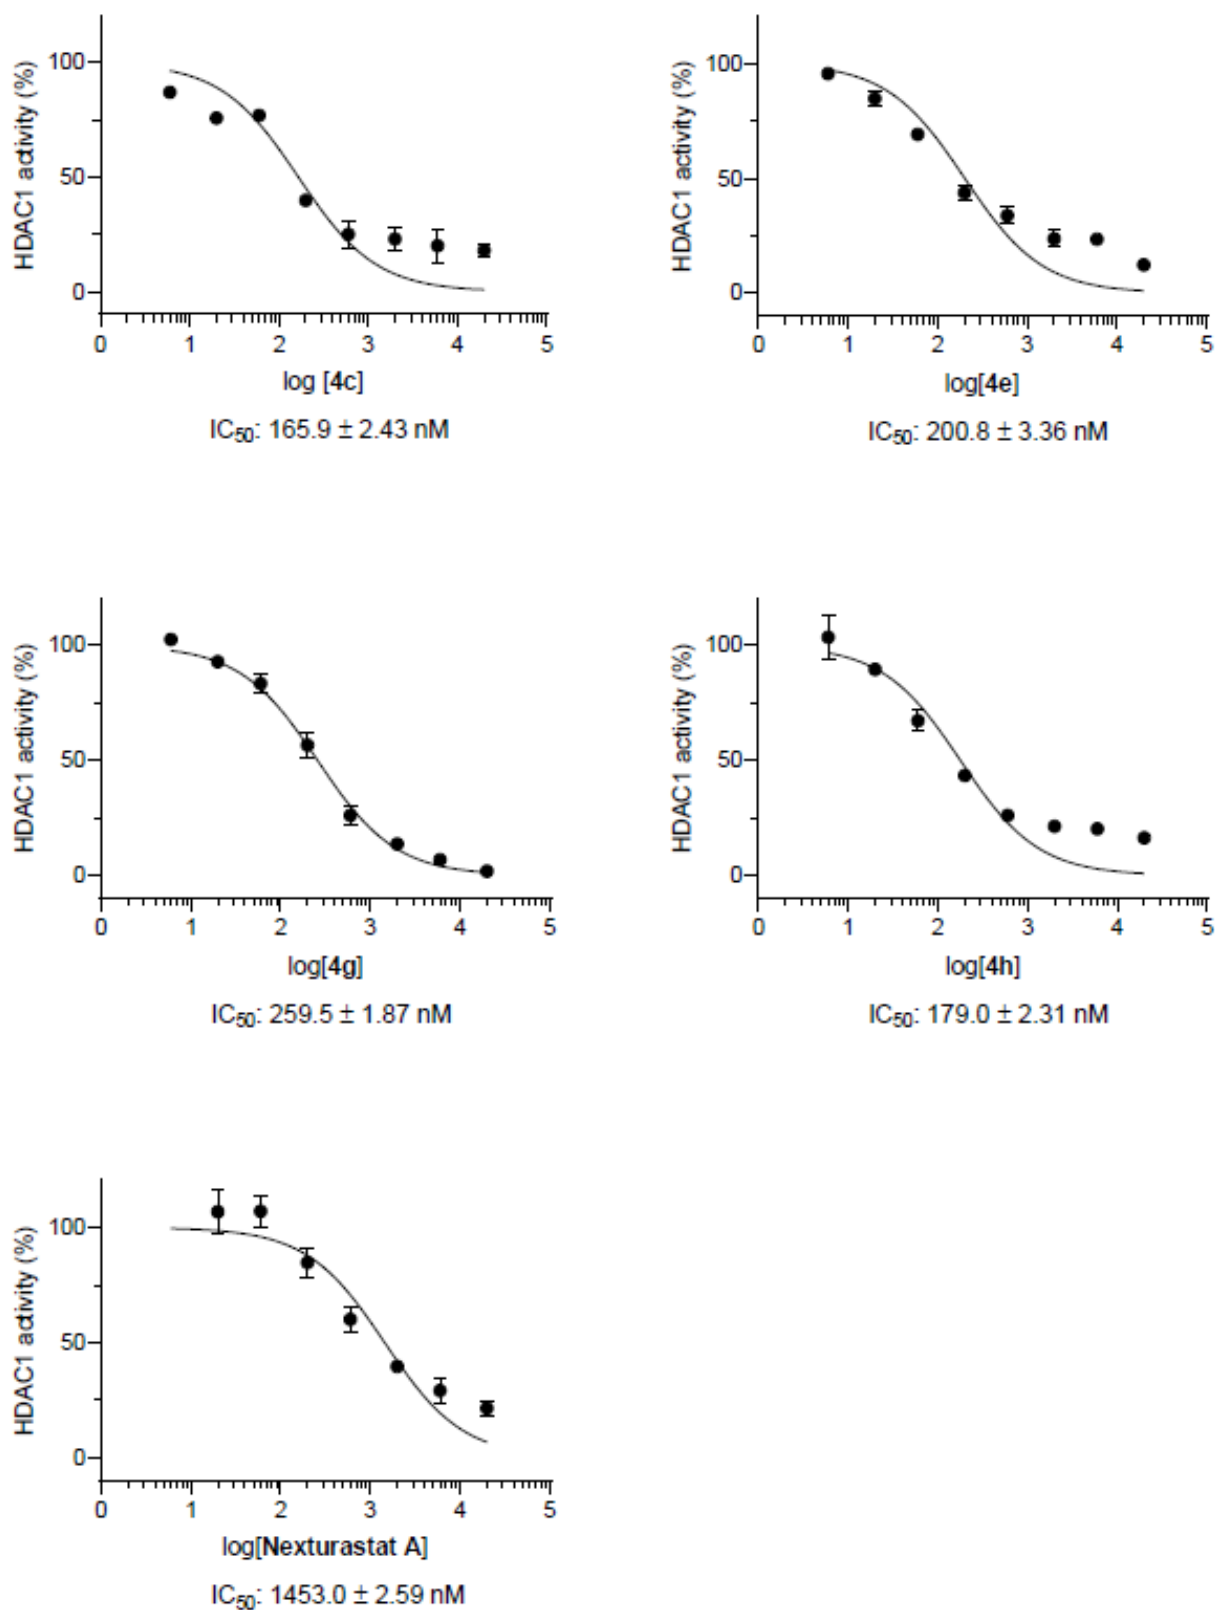 HDAC1 activity (%)
100
50
0
0 1 2 3 4 5
log [4c]
IC50: 165.9 ± 2.43 nM
HDAC1 activity (%)
100
50
0
0 1 2 3 4 5
log[4e]
IC50: 200.8 ± 3.36 nM
HDAC1 activity (%)
100
50
0
0 1 2 3 4 5
log[4g]
IC50: 259.5 ± 1.87 nM
HDAC1 activity (%)
100
50
0
0 1 2 3 4 5
log[4h]
IC50: 179.0 ± 2.31 nM
HDAC1 activity (%)
100
50
0
0 1 2 3 4 5
log[Nexturastat A]
IC50: 1453.0 ± 2.59 nM